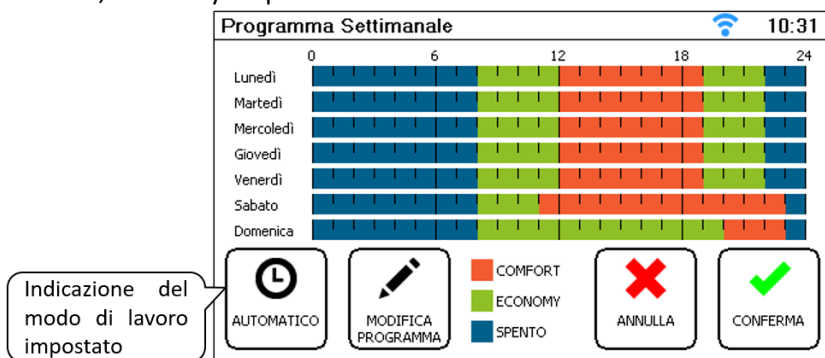 Programma Settimanale 10:31
0 6 12 18 24
Lunedì
Martedì
Mercoledì
Giovedì
Venerdì
Sabato
Domenica
AUTOMATICO
MODIFICA
PROGRAMMA
COMFORT
ECONOMY
SPENTO
ANNULLA
CONFERMA
Indicazione del
modo di lavoro
impostato